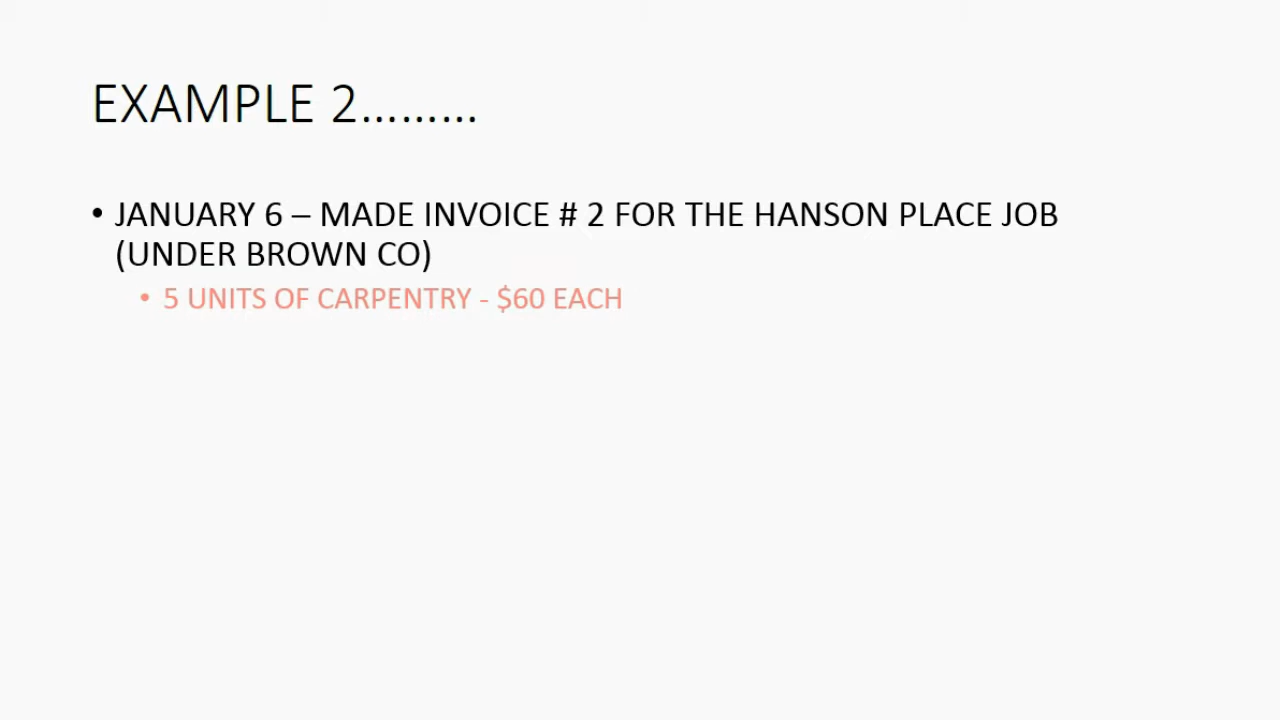 EXAMPLE 2.........
• JANUARY 6 – MADE INVOICE # 2 FOR THE HANSON PLACE JOB
(UNDER BROWN CO)
• 5 UNITS OF CARPENTRY - $60 EACH